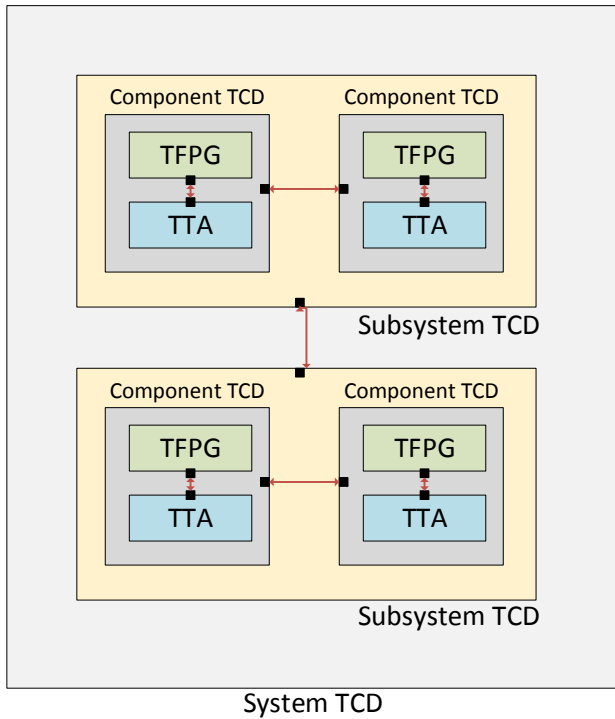 Component TCD
Component TCD
TFPG
TFPG
TTA
TTA
Subsystem TCD
Component TCD
Component TCD
TFPG
TFPG
TTA
TTA
Subsystem TCD
System TCD